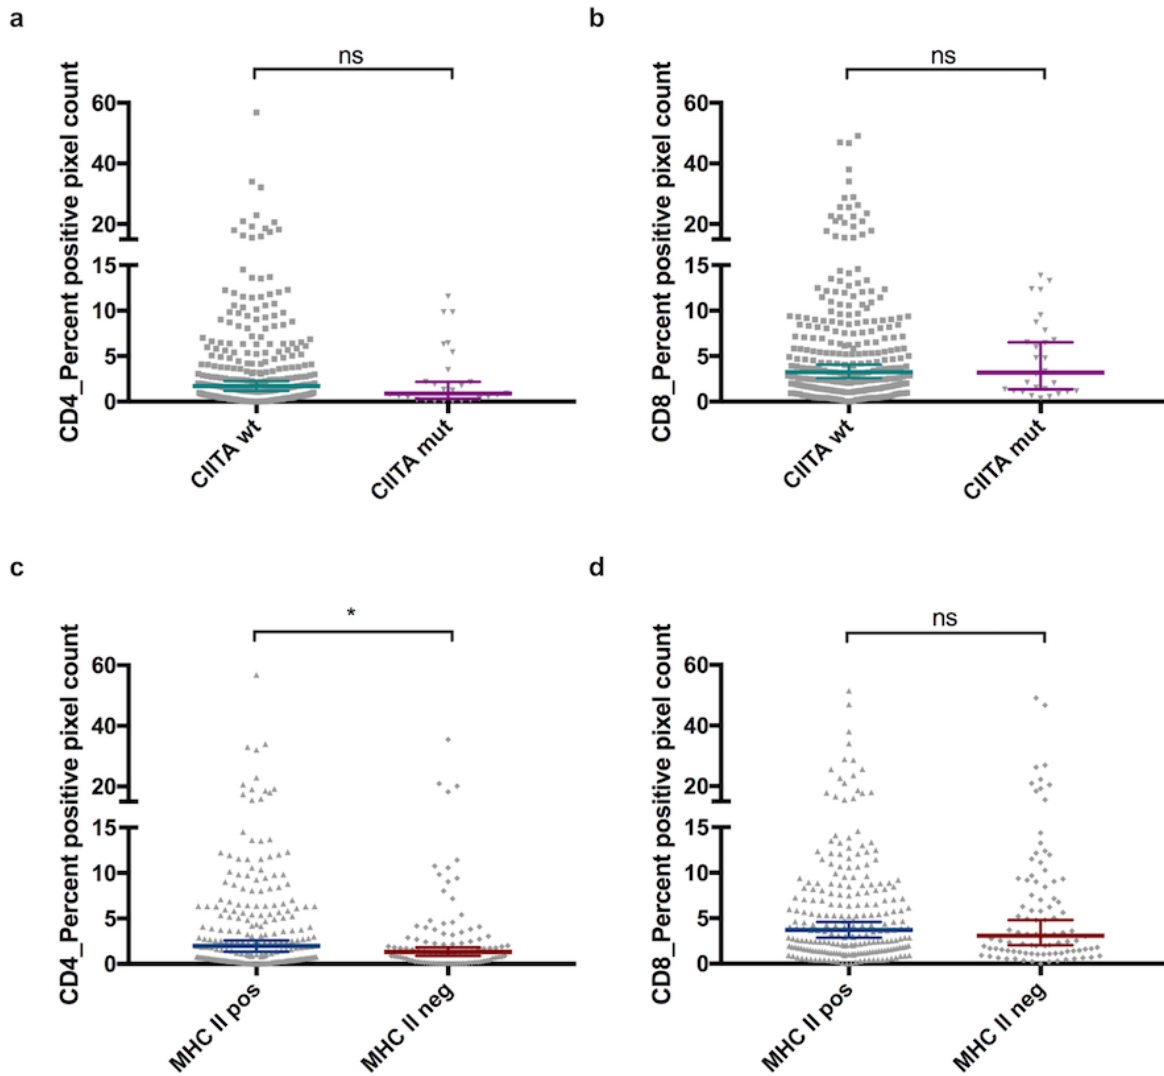 a
ns
CD4_Percent positive pixel count
60
40
20
15
10
5
0
CIITA wt
CIITA mut
b
ns
CD8_Percent positive pixel count
60
40
20
15
10
5
0
CIITA wt
CIITA mut
c
*
CD4_Percent positive pixel count
60
40
20
15
10
5
0
MHC II pos
MHC II neg
d
ns
CD8_Percent positive pixel count
60
40
20
15
10
5
0
MHC II pos
MHC II neg